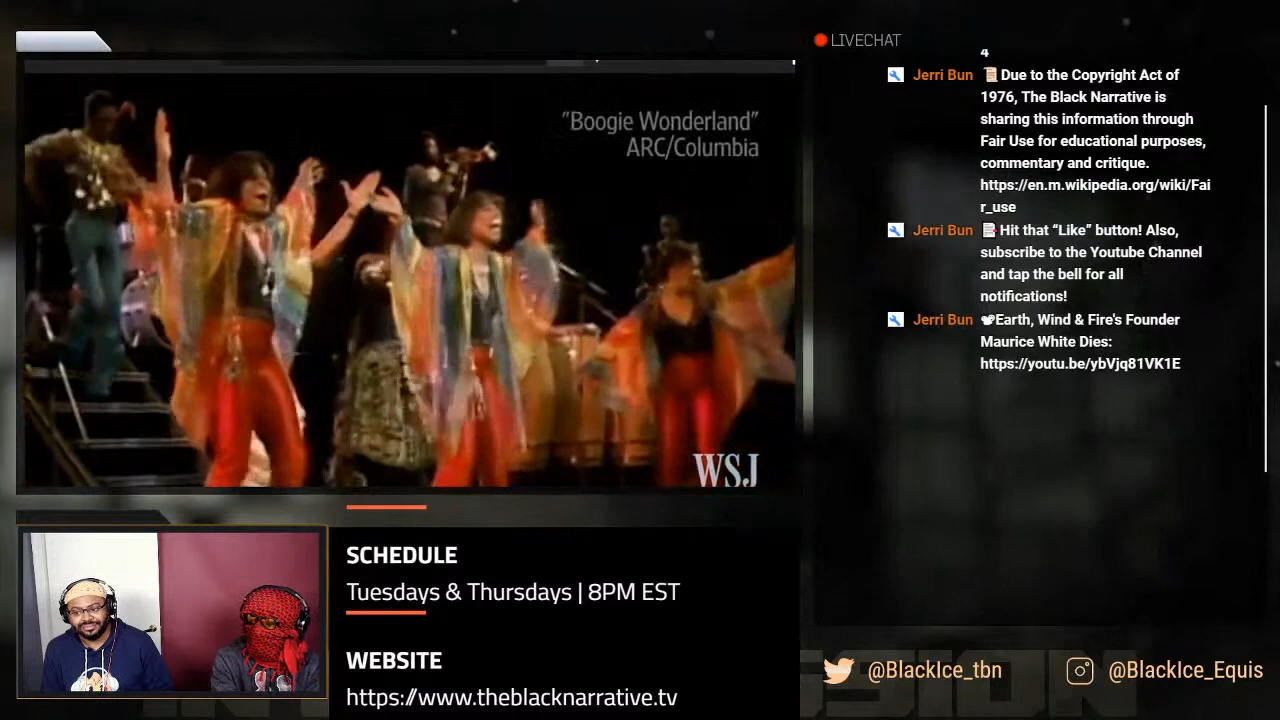 "Boogie Wonderland"
ARC/Columbia
WSJ
LIVECHAT
4
Jerri Bun 📜Due to the Copyright Act of
1976, The Black Narrative is
sharing this information through
Fair Use for educational purposes,
commentary and critique.
https://en.m.wikipedia.org/wiki/Fai
r_use
Jerri Bun Hit that “Like” button! Also,
subscribe to the Youtube Channel
and tap the bell for all
notifications!
Jerri Bun 📽Earth, Wind & Fire's Founder
Maurice White Dies:
https://youtu.be/ybVjq81VK1E
SCHEDULE
Tuesdays & Thursdays | 8PM EST
WEBSITE
https://www.theblacknarrative.tv
@BlackIce_tbn
@BlackIce_Equis